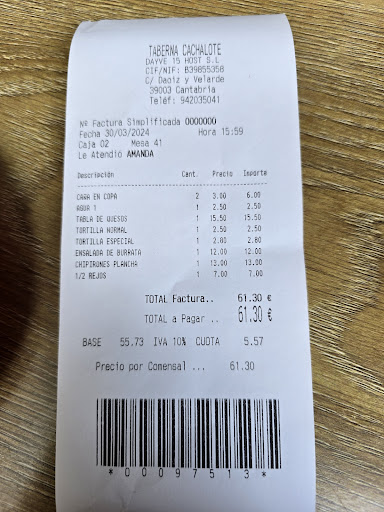 TABERNA CACHALOTE
DAYVE 15 HOST S.L
CIF/NIF: B39855358
C/ Daoiz y Velarde
39003 Cantabria
Teléf: 942035041
Nº Factura Simplificada 0000000
Fecha 30/03/2024 Hora 15:59
Caja 02 Mesa 41
Le Atendió AMANDA
Descripción Cant. Precio Importe
CAÑA EN COPA 2 3.00 6.00
AGUA 1 1 2.50 2.50
TABLA DE QUESOS 1 15.50 15.50
TORTILLA NORMAL 1 2.50 2.50
TORTILLA ESPECIAL 1 2.80 2.80
ENSALADA DE BURRATA 1 12.00 12.00
CHIPIRONES PLANCHA 1 13.00 13.00
1/2 REJOS 1 7.00 7.00
TOTAL Factura.. 61.30 €
TOTAL a Pagar .. 61.30 €
BASE 55.73 IVA 10% CUOTA 5.57
Precio por Comensal ... 61.30
*00097513*